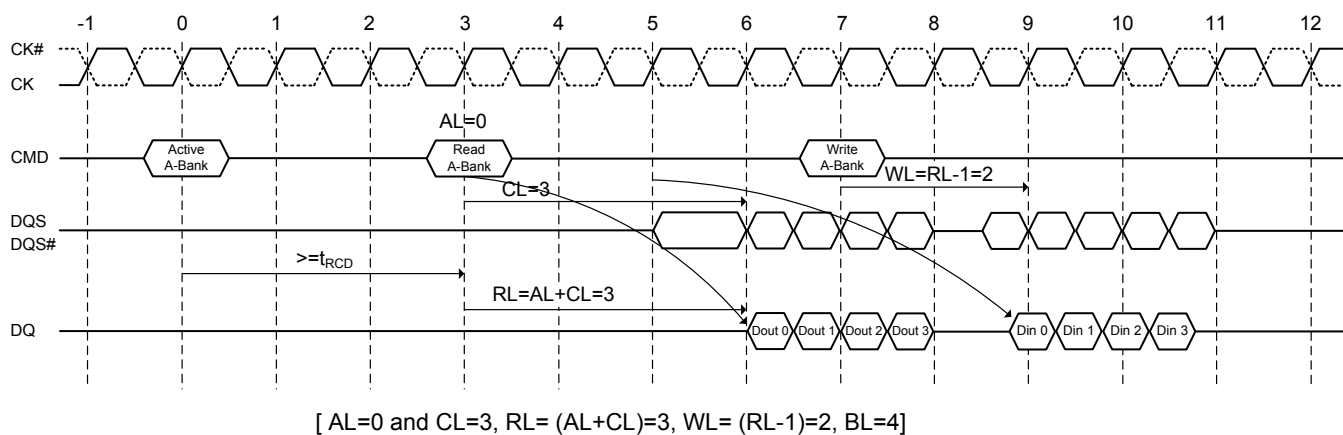 -1 0 1 2 3 4 5 6 7 8 9 10 11 12
CK#
CK
AL=0
CMD
Active A-Bank
Read A-Bank
Write A-Bank
CL=3
WL=RL-1=2
DQS
DQS#
>=tRCD
RL=AL+CL=3
DQ
Dout 0 Dout 1 Dout 2 Dout 3 Din 0 Din 1 Din 2 Din 3
[ AL=0 and CL=3, RL= (AL+CL)=3, WL= (RL-1)=2, BL=4]